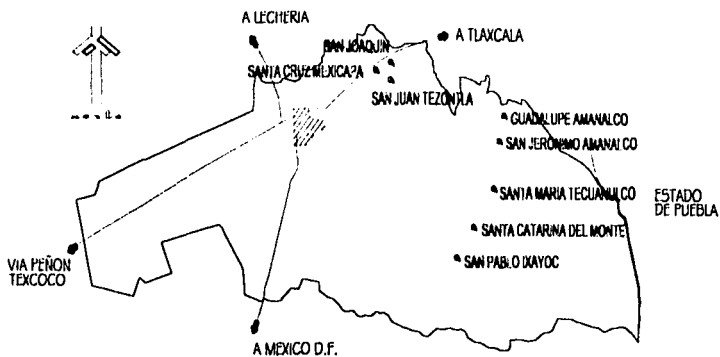 A LECHERIA
A TLAXCALA
SAN JOAQUIN
SANTA CRUZ MEXICAPA
SAN JUAN TEZONTLA
GUADALUPE AMANALCO
SAN JERONIMO AMANALCO
SANTA MARIA TECUANULCO
ESTADO
DE PUEBLA
SANTA CATARINA DEL MONTE
SAN PABLO IXAYOC
VIA PEÑON
TEXCOCO
A MEXICO D.F.